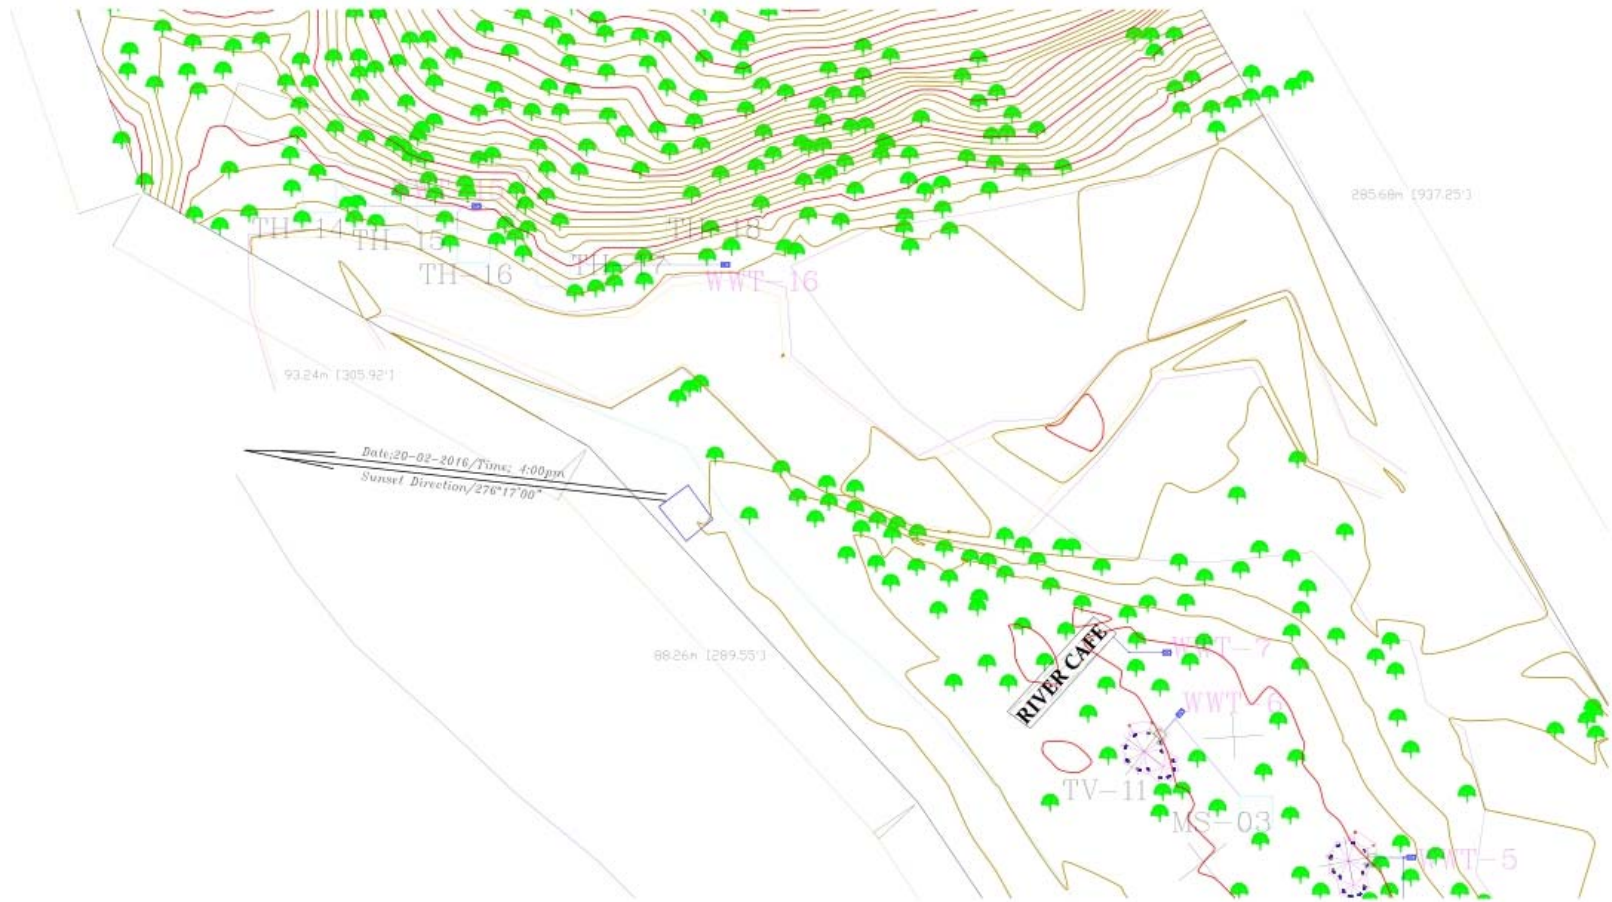 285.68m [937.25']
TH-14
TH-15
TH-18
TH-16
TH-17
WWT-16
93.24m [305.92']
Date;20-02-2016/Time; 4:00pm
Sunset Direction/276°17'00"
88.26m [289.55']
RIVER CAFE
WWT-7
WWT-6
TV-11
MS-03
WWT-5